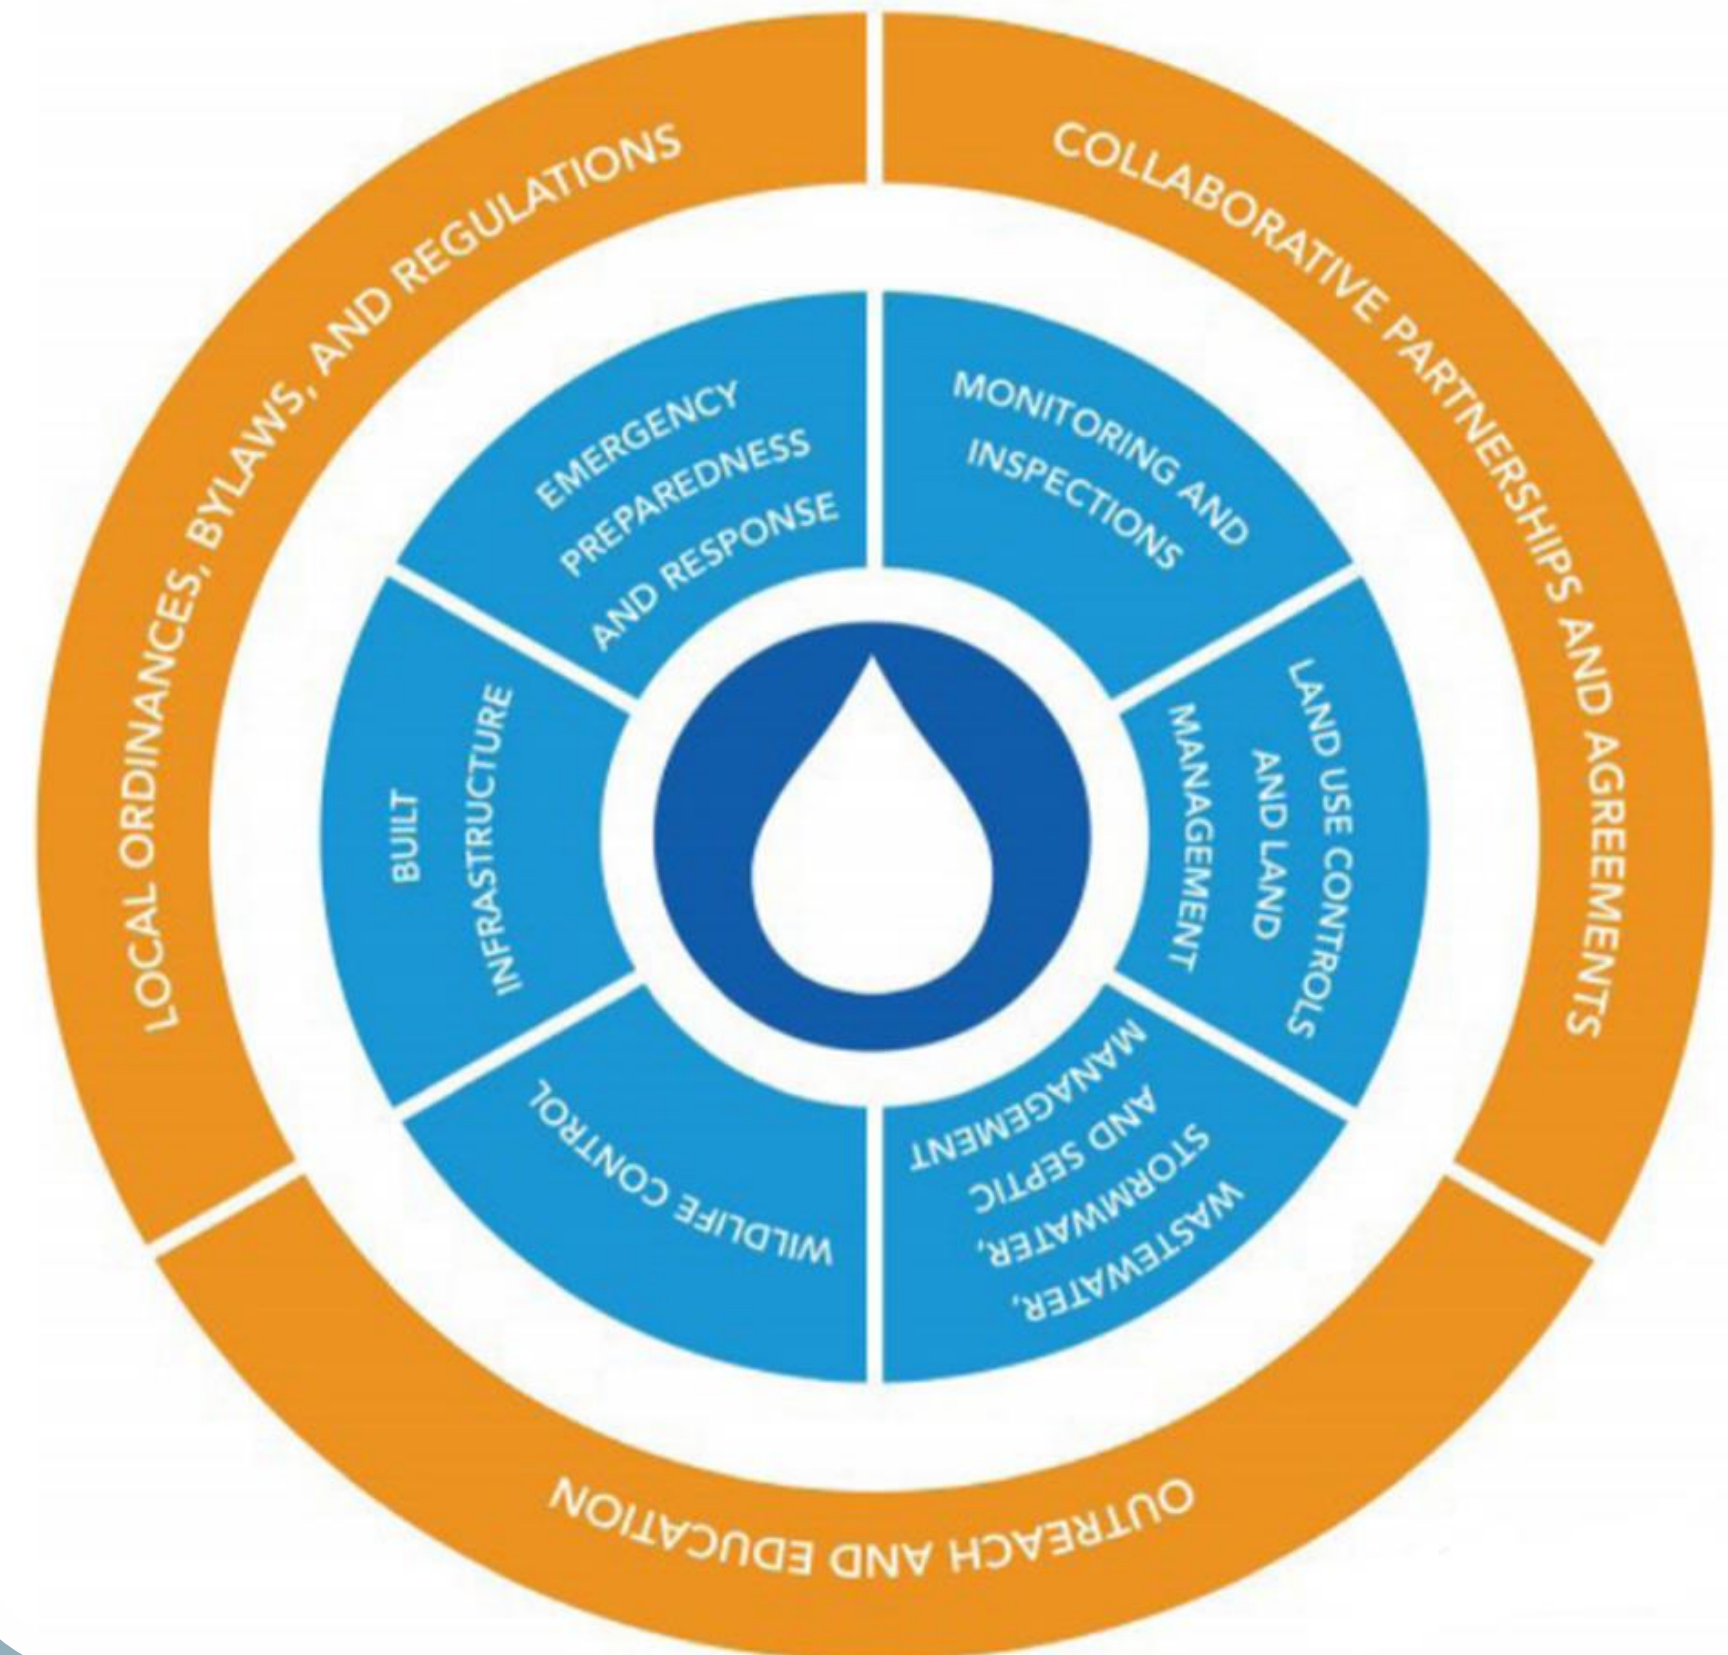 LOCAL ORDINANCES, BYLAWS, AND REGULATIONS
COLLABORATIVE PARTNERSHIPS AND AGREEMENTS
OUTREACH AND EDUCATION
EMERGENCY
PREPAREDNESS
AND RESPONSE
MONITORING AND
INSPECTIONS
LAND USE CONTROLS
AND LAND
MANAGEMENT
WASTEWATER,
STORMWATER,
AND SEPTIC
MANAGEMENT
WILDLIFE CONTROL
BUILT
INFRASTRUCTURE